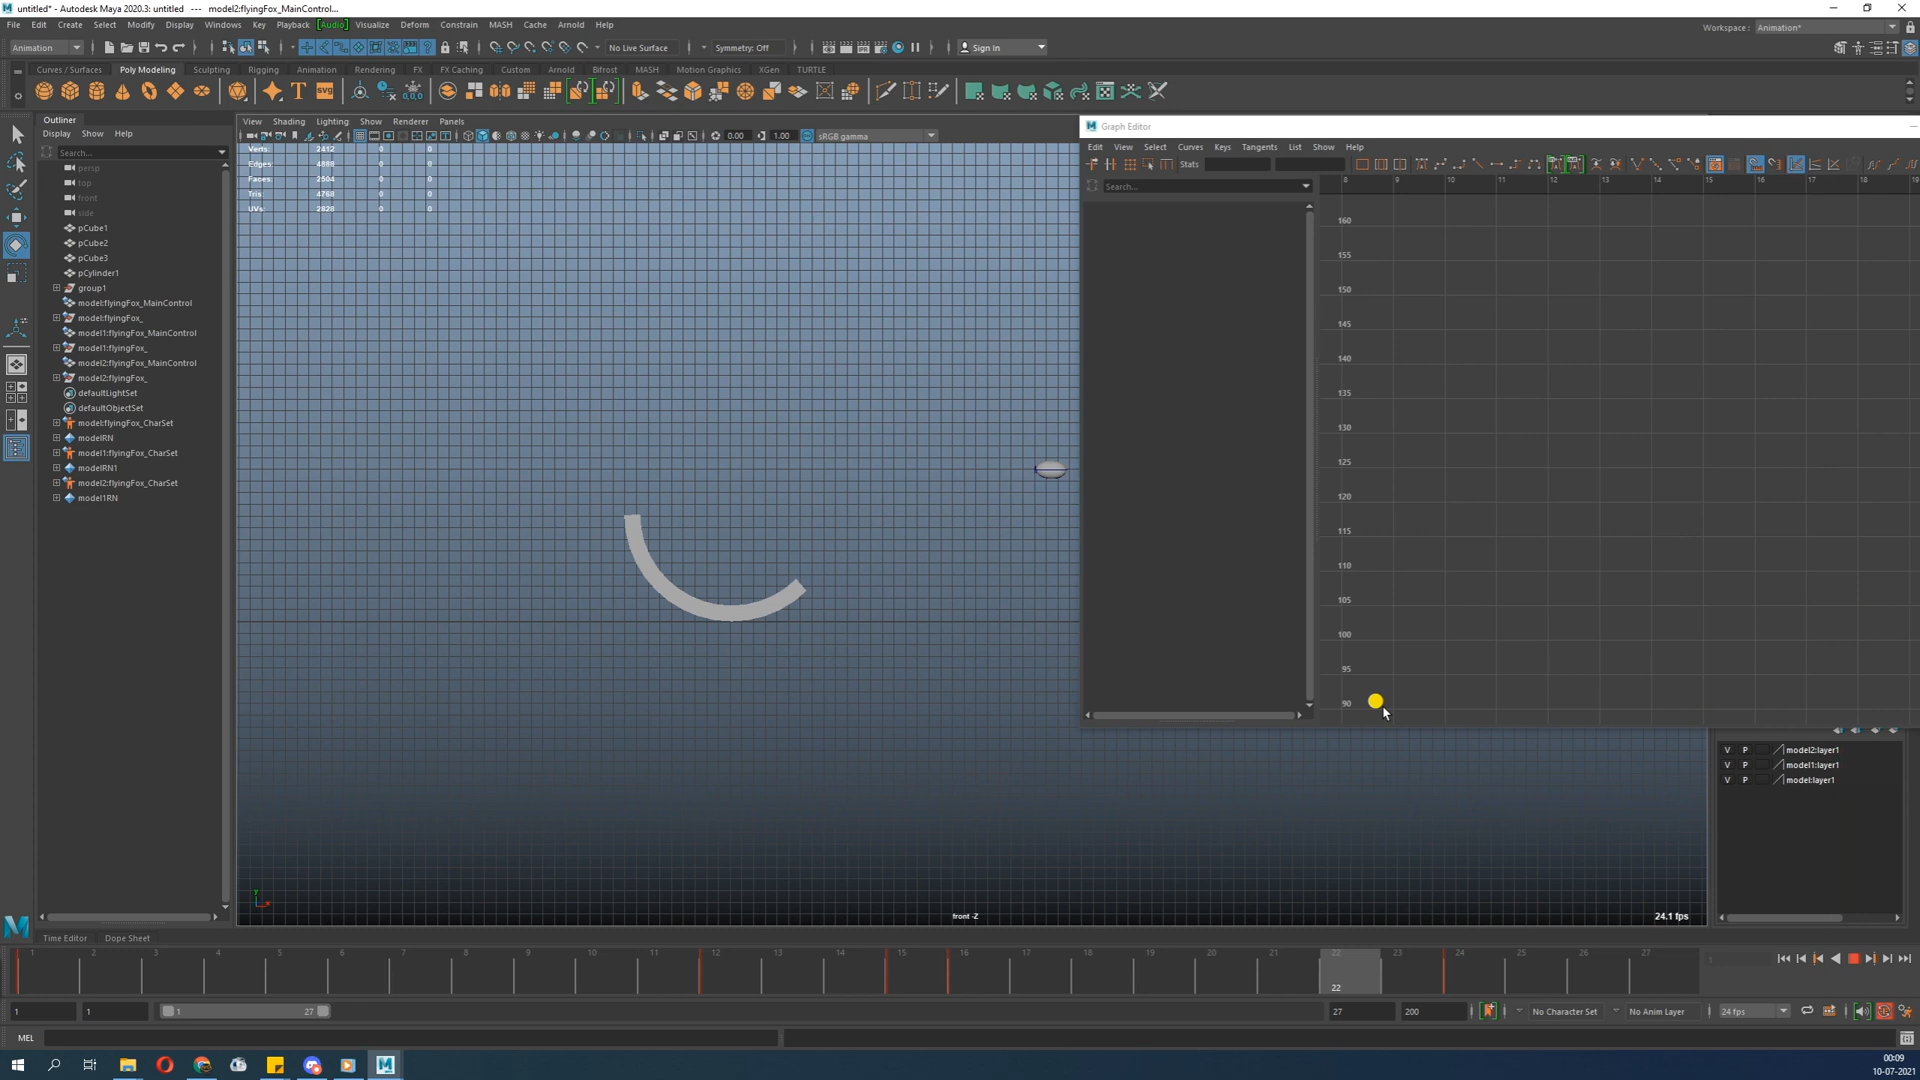 untitled* - Autodesk Maya 2020.3: untitled --- model2:flyingFox_MainControl...
File Edit Create Select Modify Display Windows Key Playback [Audio] Visualize Deform Constrain MASH Cache Arnold Help
Workspace: Animation*
Animation No Live Surface Symmetry: Off Sign In
Curves / Surfaces Poly Modeling Sculpting Rigging Animation Rendering FX FX Caching Custom Arnold Bifrost MASH Motion Graphics XGen TURTLE
Outliner
Display Show Help
Search...
persp
top
front
side
pCube1
pCube2
pCube3
pCylinder1
group1
model:flyingFox_MainControl
model:flyingFox_
model1:flyingFox_MainControl
model1:flyingFox_
model2:flyingFox_MainControl
model2:flyingFox_
defaultLightSet
defaultObjectSet
model:flyingFox_CharSet
modelRN
model1:flyingFox_CharSet
modelRN1
model2:flyingFox_CharSet
model1RN
View Shading Lighting Show Renderer Panels
0.00 1.00 sRGB gamma
Verts: 2412 0 0
Edges: 4888 0 0
Faces: 2504 0 0
Tris: 4768 0 0
UVs: 2828 0 0
front -Z
24.1 fps
Graph Editor
Edit View Select Curves Keys Tangents List Show Help
Stats
Search...
8 9 10 11 12 13 14 15 16 17 18 19
160
155
150
145
140
135
130
125
120
115
110
105
100
95
90
V P model2:layer1
V P model1:layer1
V P model:layer1
Time Editor Dope Sheet
1 2 3 4 5 6 7 8 9 10 11 12 13 14 15 16 17 18 19 20 21 22 23 24 25 26 27
22
1
1 1 1 27 27 200 No Character Set No Anim Layer 24 fps
MEL
00:09
10-07-2021